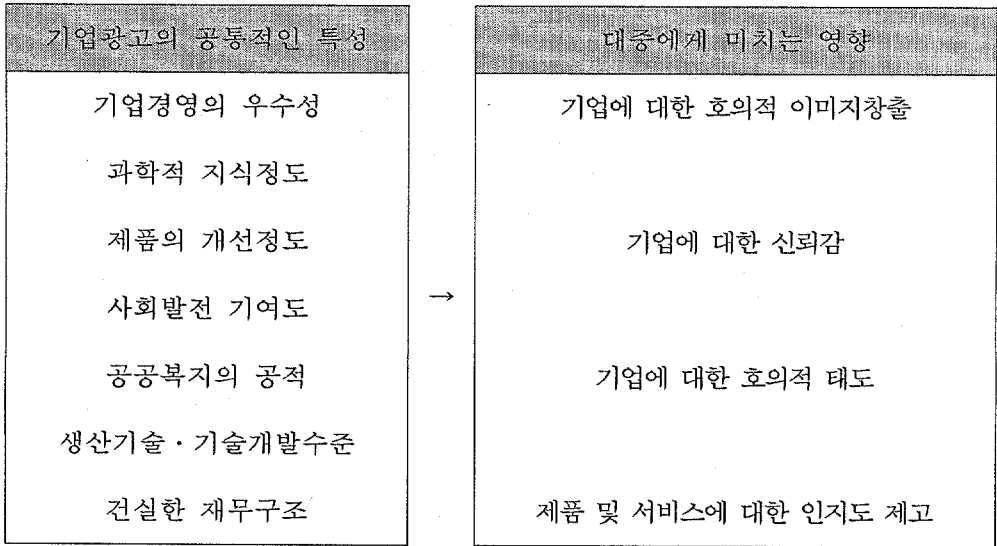 기업광고의 공통적인 특성
기업경영의 우수성
과학적 지식정도
제품의 개선정도
사회발전 기여도
공공복지의 공적
생산기술·기술개발수준
건실한 재무구조
→
대중에게 미치는 영향
기업에 대한 호의적 이미지창출
기업에 대한 신뢰감
기업에 대한 호의적 태도
제품 및 서비스에 대한 인지도 제고